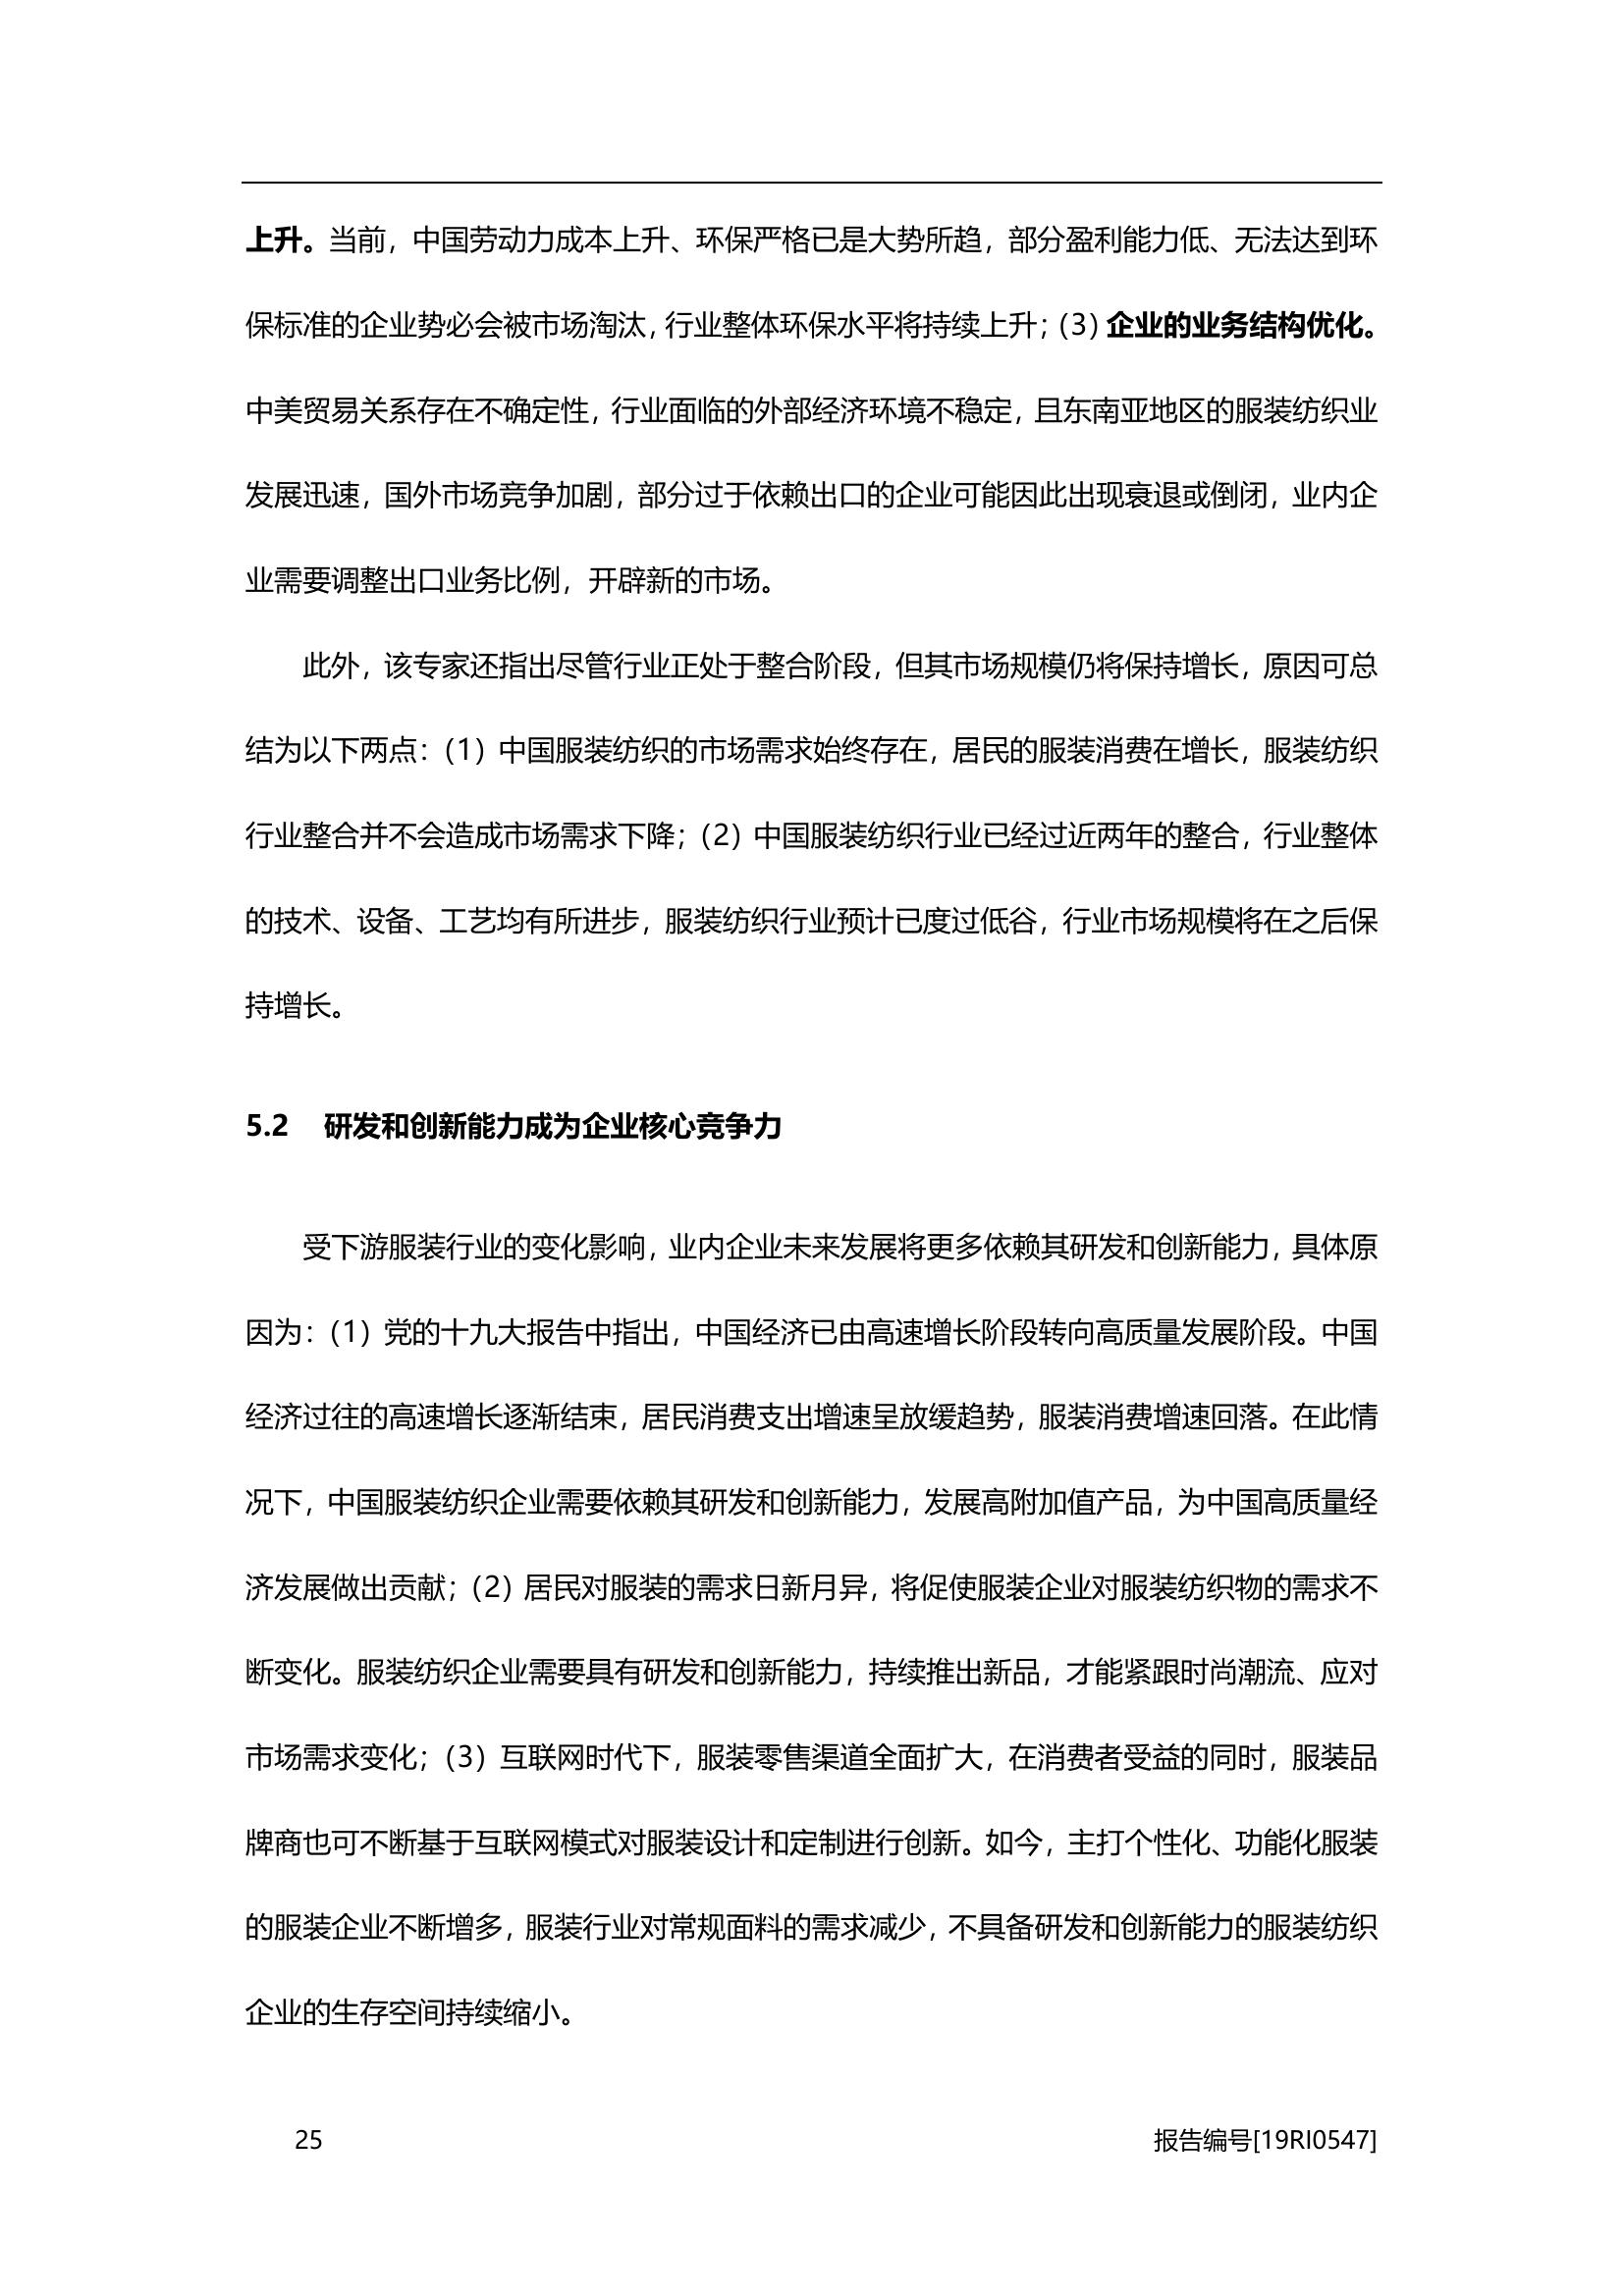 上升。当前，中国劳动力成本上升、环保严格已是大势所趋，部分盈利能力低、无法达到环
保标准的企业势必会被市场淘汰，行业整体环保水平将持续上升；（3）企业的业务结构优化。
中美贸易关系存在不确定性，行业面临的外部经济环境不稳定，且东南亚地区的服装纺织业
发展迅速，国外市场竞争加剧，部分过于依赖出口的企业可能因此出现衰退或倒闭，业内企
业需要调整出口业务比例，开辟新的市场。
此外，该专家还指出尽管行业正处于整合阶段，但其市场规模仍将保持增长，原因可总
结为以下两点：（1）中国服装纺织的市场需求始终存在，居民的服装消费在增长，服装纺织
行业整合并不会造成市场需求下降；（2）中国服装纺织行业已经过近两年的整合，行业整体
的技术、设备、工艺均有所进步，服装纺织行业预计已度过低谷，行业市场规模将在之后保
持增长。
5.2 研发和创新能力成为企业核心竞争力
受下游服装行业的变化影响，业内企业未来发展将更多依赖其研发和创新能力，具体原
因为：（1）党的十九大报告中指出，中国经济已由高速增长阶段转向高质量发展阶段。中国
经济过往的高速增长逐渐结束，居民消费支出增速呈放缓趋势，服装消费增速回落。在此情
况下，中国服装纺织企业需要依赖其研发和创新能力，发展高附加值产品，为中国高质量经
济发展做出贡献；（2）居民对服装的需求日新月异，将促使服装企业对服装纺织物的需求不
断变化。服装纺织企业需要具有研发和创新能力，持续推出新品，才能紧跟时尚潮流、应对
市场需求变化；（3）互联网时代下，服装零售渠道全面扩大，在消费者受益的同时，服装品
牌商也可不断基于互联网模式对服装设计和定制进行创新。如今，主打个性化、功能化服装
的服装企业不断增多，服装行业对常规面料的需求减少，不具备研发和创新能力的服装纺织
企业的生存空间持续缩小。
25 报告编号[19RI0547]